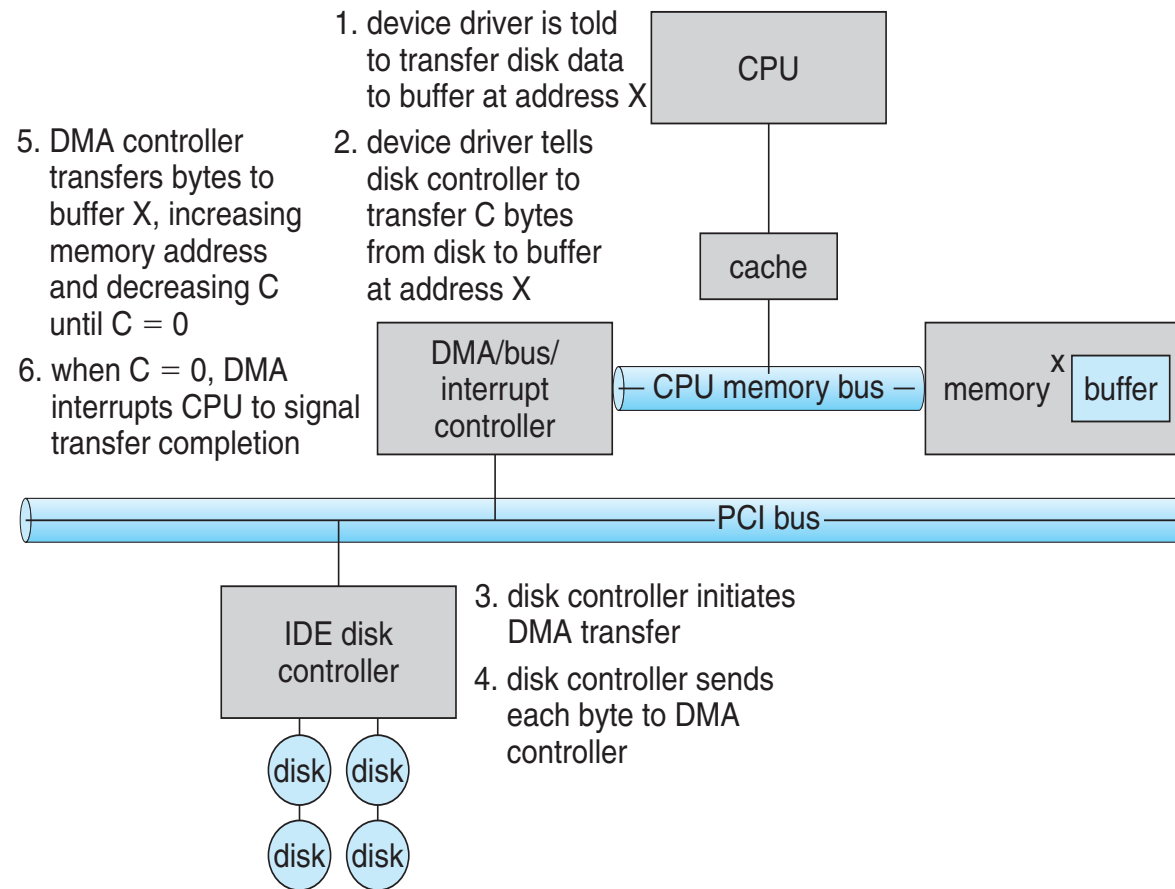 1. device driver is told
to transfer disk data
to buffer at address X
CPU
5. DMA controller
transfers bytes to
buffer X, increasing
memory address
and decreasing C
until C = 0
2. device driver tells
disk controller to
transfer C bytes
from disk to buffer
at address X
cache
6. when C = 0, DMA
interrupts CPU to signal
transfer completion
DMA/bus/
interrupt
controller
CPU memory bus
memory
x
buffer
PCI bus
IDE disk
controller
3. disk controller initiates
DMA transfer
4. disk controller sends
each byte to DMA
controller
disk
disk
disk
disk